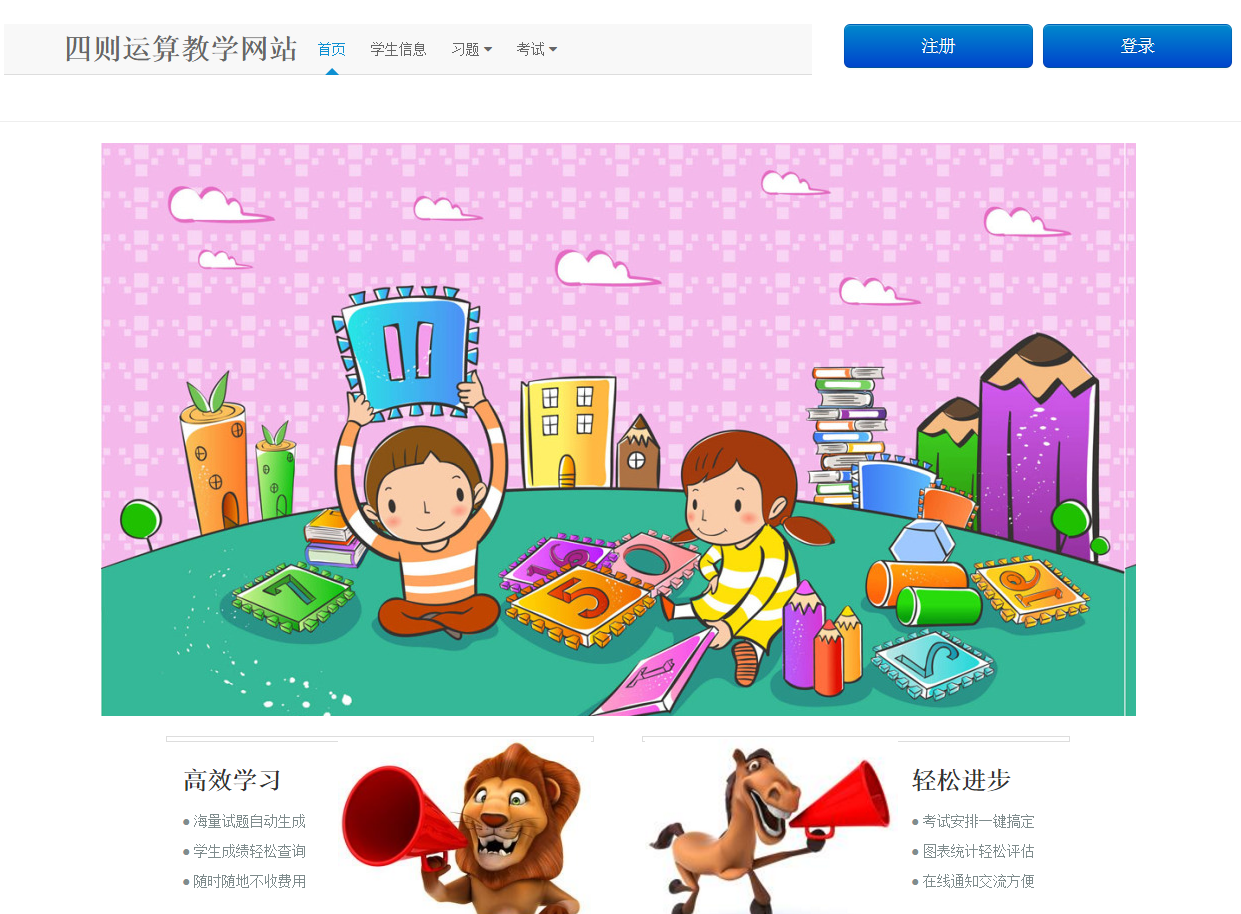 四则运算教学网站 首页 学生信息 习题 考试 注册 登录
7
5
高效学习
● 海量试题自动生成
● 学生成绩轻松查询
● 随时随地不收费用
轻松进步
● 考试安排一键搞定
● 图表统计轻松评估
● 在线通知交流方便